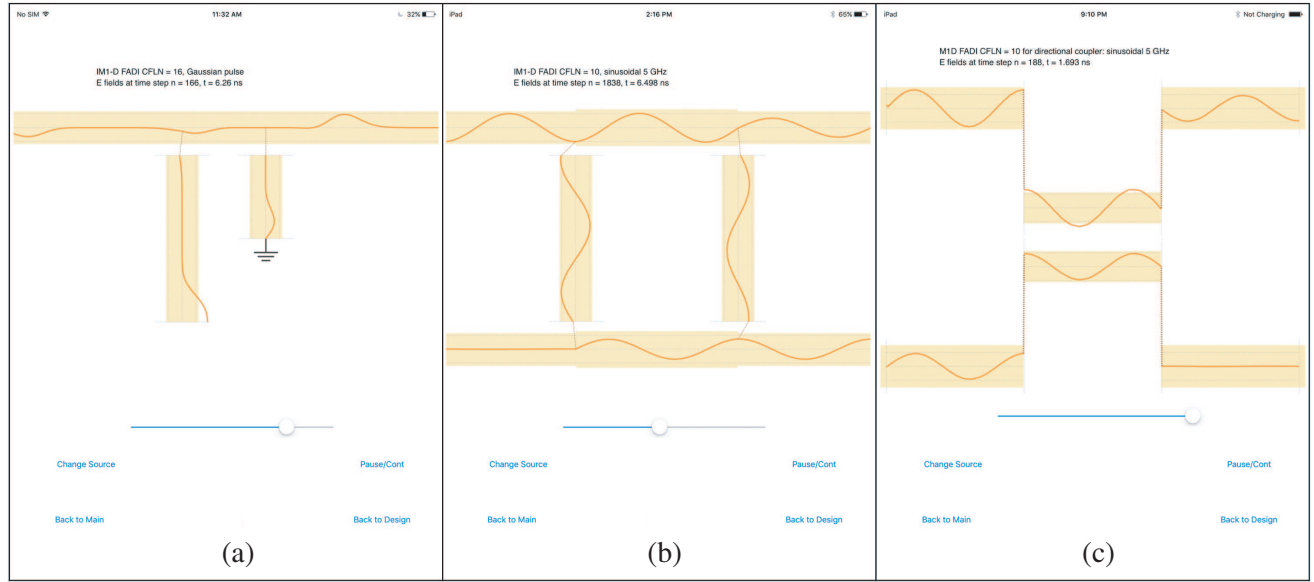 No SIM 11:32 AM 32%
IM1-D FADI CFLN = 16, Gaussian pulse
E fields at time step n = 166, t = 6.26 ns
Change Source Pause/Cont
Back to Main Back to Design
(a)
iPad 2:16 PM 65%
IM1-D FADI CFLN = 10, sinusoidal 5 GHz
E fields at time step n = 1838, t = 6.498 ns
Change Source Pause/Cont
Back to Main Back to Design
(b)
iPad 9:10 PM Not Charging
M1D FADI CFLN = 10 for directional coupler: sinusoidal 5 GHz
E fields at time step n = 188, t = 1.693 ns
Change Source Pause/Cont
Back to Main Back to Design
(c)